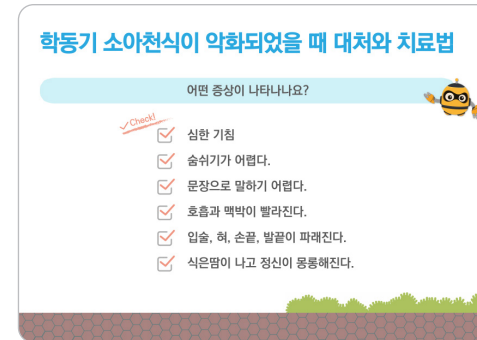 학동기 소아천식이 악화되었을 때 대처와 치료법
어떤 증상이 나타나나요?
Check!
심한 기침
숨쉬기가 어렵다.
문장으로 말하기 어렵다.
호흡과 맥박이 빨라진다.
입술, 혀, 손끝, 발끝이 파래진다.
식은땀이 나고 정신이 몽롱해진다.